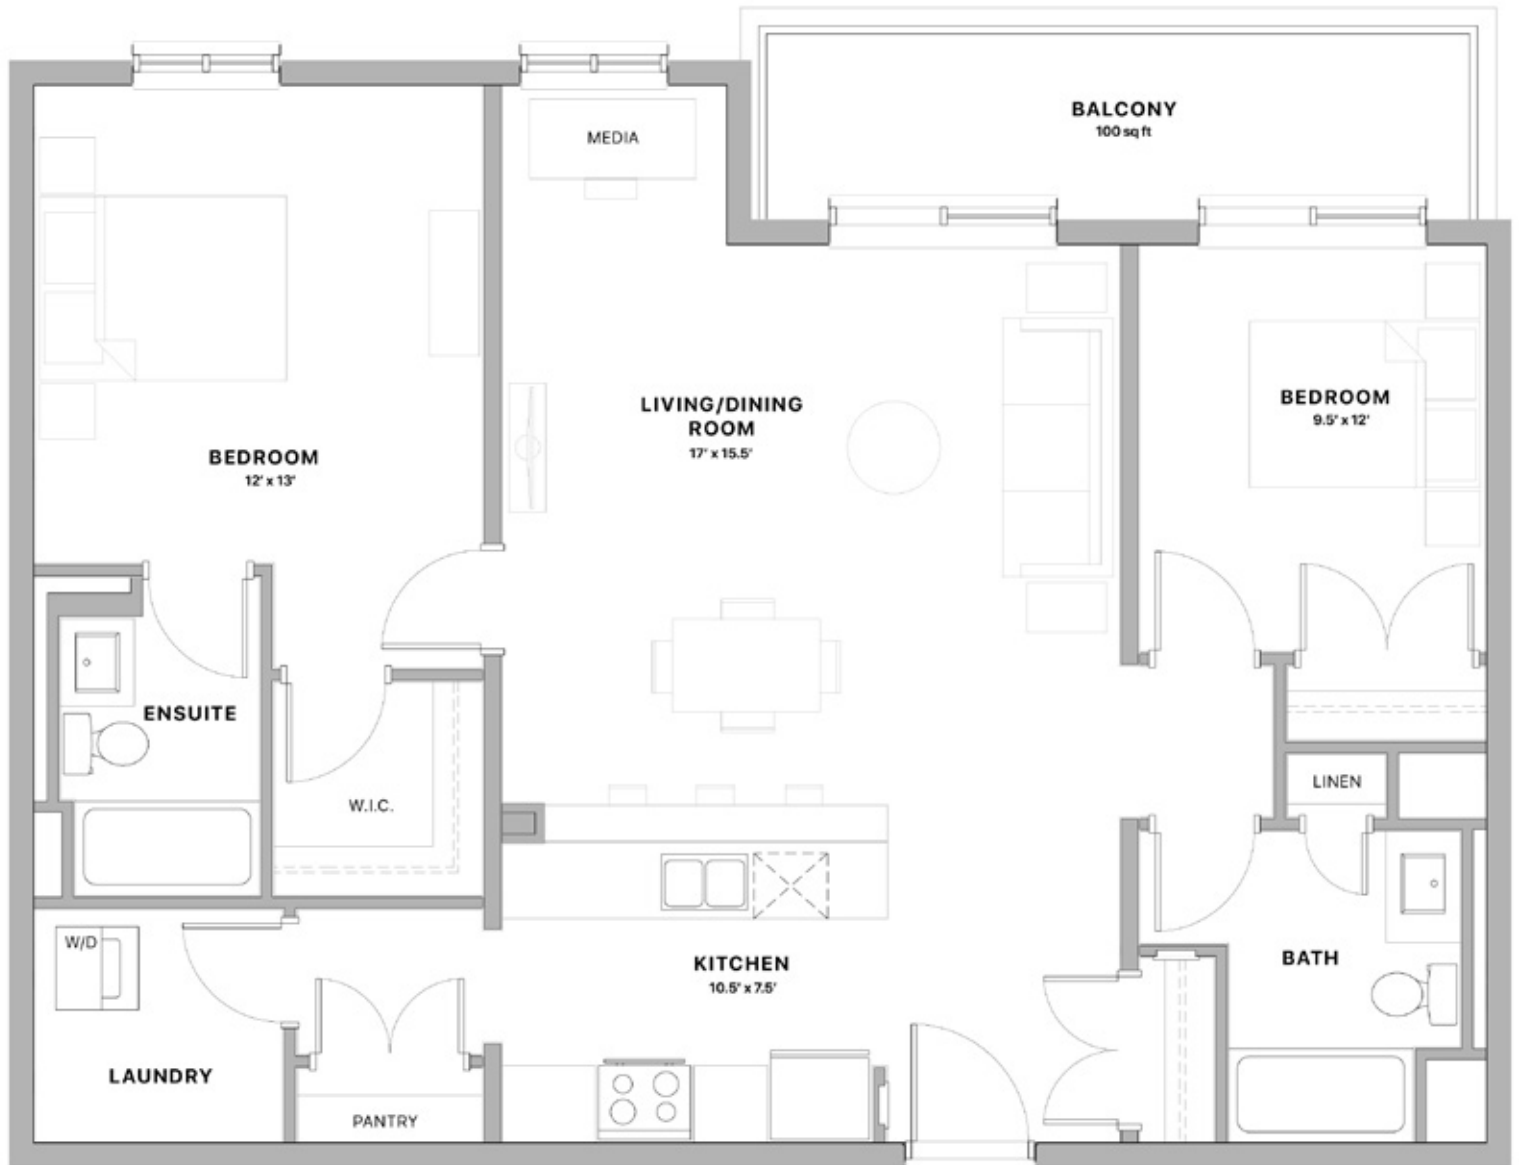 BALCONY
100 sq ft
MEDIA
LIVING/DINING
ROOM
17' x 15.5'
BEDROOM
9.5' x 12'
BEDROOM
12' x 13'
ENSUITE
W.I.C.
LINEN
W/D
KITCHEN
10.5' x 7.5'
BATH
LAUNDRY
PANTRY